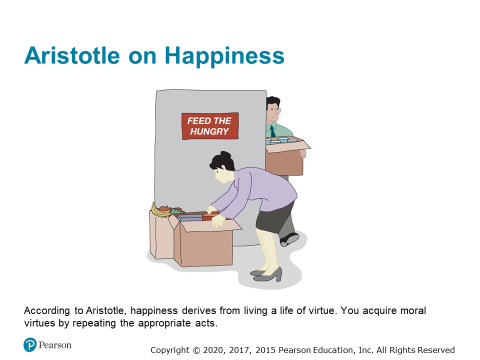 Aristotle on Happiness
FEED THE
HUNGRY
According to Aristotle, happiness derives from living a life of virtue. You acquire moral
virtues by repeating the appropriate acts.
Pearson
Copyright © 2020, 2017, 2015 Pearson Education, Inc. All Rights Reserved